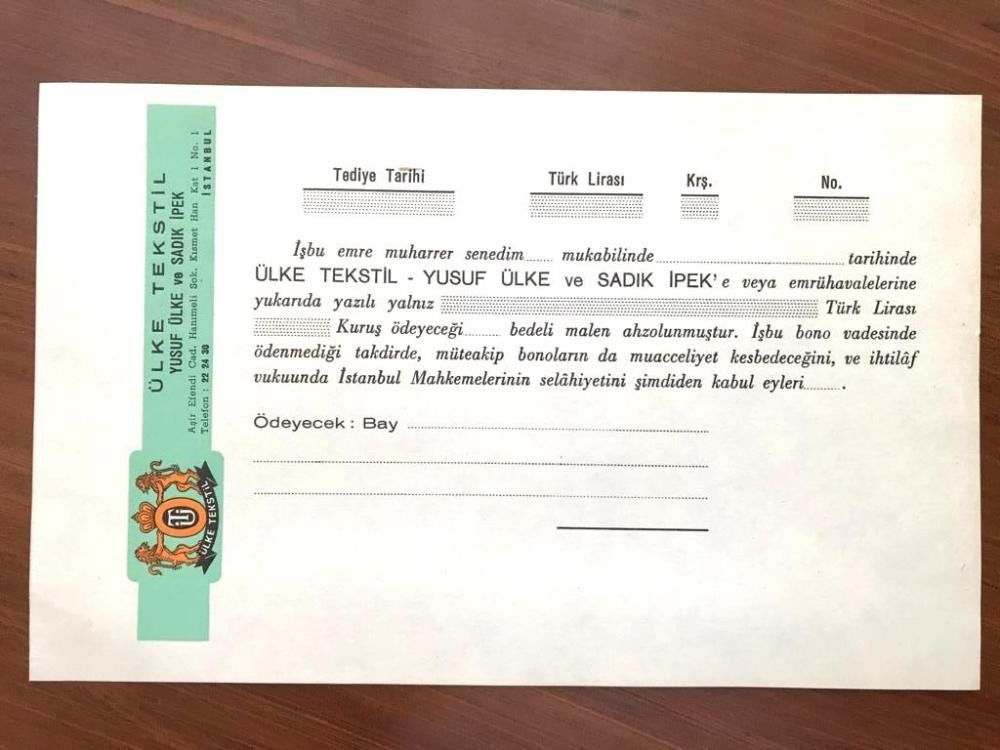 ÜLKE TEKSTİL
YUSUF ÜLKE ve SADIK İPEK
Aşir Efendi Cad. Hanımeli Sok. Kısmet Han Kat 1 No. 1
Telefon : 22 24 30 İSTANBUL
ÜLKE TEKSTİL
Tediye Tarihi Türk Lirası Krş. No.
İşbu emre muharrer senedim........ mukabilinde........................................tarihinde
ÜLKE TEKSTİL - YUSUF ÜLKE ve SADIK İPEK'e veya emrühavalelerine
yukarıda yazılı yalnız Türk Lirası
Kuruş ödeyeceği.......... bedeli malen ahzolunmuştur. İşbu bono vadesinde
ödenmediği takdirde, müteakip bonoların da muacceliyet kesbedeceğini, ve ihtilâf
vukuunda İstanbul Mahkemelerinin selâhiyetini şimdiden kabul eyleri.......... .
Ödeyecek : Bay